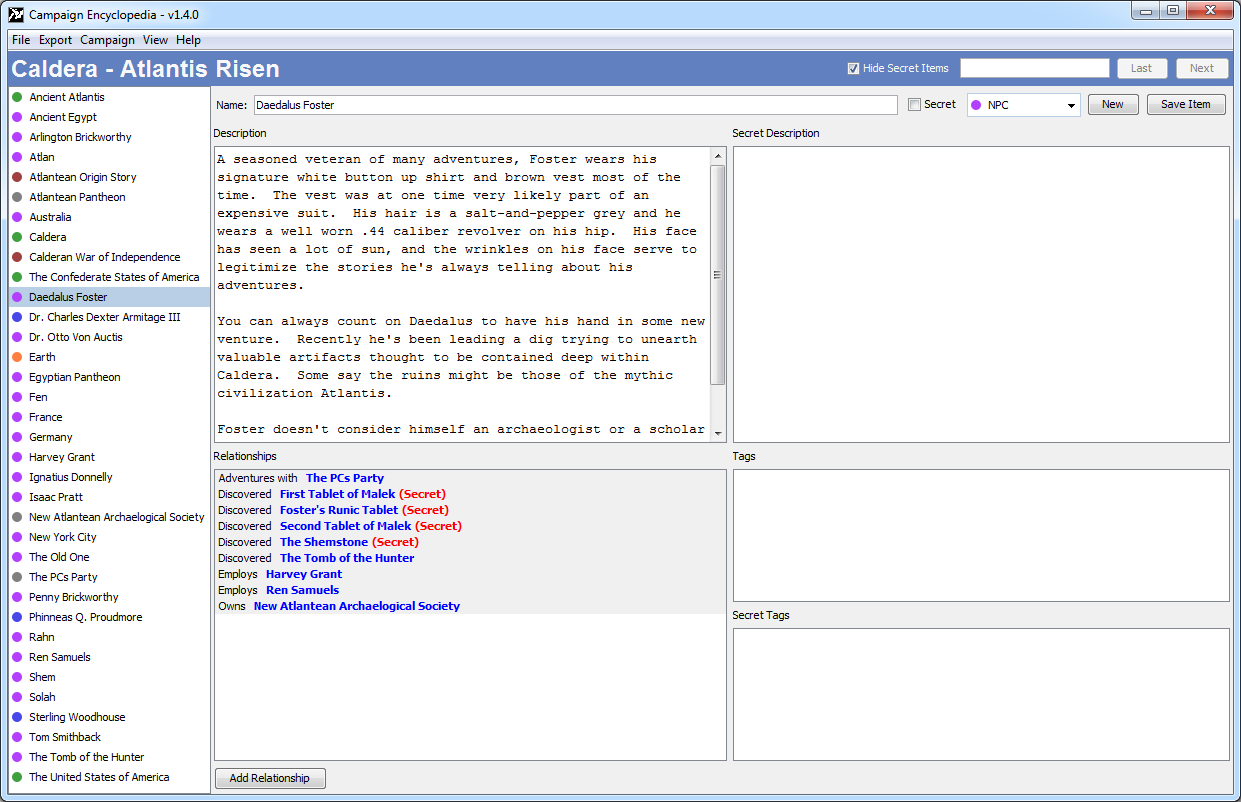 Campaign Encyclopedia - v1.4.0
File Export Campaign View Help
Caldera - Atlantis Risen
Hide Secret Items
Last
Next
Ancient Atlantis
Ancient Egypt
Arlington Brickworthy
Atlan
Atlantean Origin Story
Atlantean Pantheon
Australia
Caldera
Calderan War of Independence
The Confederate States of America
Daedalus Foster
Dr. Charles Dexter Armitage III
Dr. Otto Von Auctis
Earth
Egyptian Pantheon
Fen
France
Germany
Harvey Grant
Ignatius Donnelly
Isaac Pratt
New Atlantean Archaelogical Society
New York City
The Old One
The PCs Party
Penny Brickworthy
Phinneas Q. Proudmore
Rahn
Ren Samuels
Shem
Solah
Sterling Woodhouse
Tom Smithback
The Tomb of the Hunter
The United States of America
Name: Daedalus Foster
Secret
NPC
New
Save Item
Description
A seasoned veteran of many adventures, Foster wears his
signature white button up shirt and brown vest most of the
time.  The vest was at one time very likely part of an
expensive suit.  His hair is a salt-and-pepper grey and he
wears a well worn .44 caliber revolver on his hip.  His face
has seen a lot of sun, and the wrinkles on his face serve to
legitimize the stories he's always telling about his
adventures.
You can always count on Daedalus to have his hand in some new
venture.  Recently he's been leading a dig trying to unearth
valuable artifacts thought to be contained deep within
Caldera.  Some say the ruins might be those of the mythic
civilization Atlantis.
Foster doesn't consider himself an archaeologist or a scholar
Secret Description
Relationships
Adventures with The PCs Party
Discovered First Tablet of Malek (Secret)
Discovered Foster's Runic Tablet (Secret)
Discovered Second Tablet of Malek (Secret)
Discovered The Shemstone (Secret)
Discovered The Tomb of the Hunter
Employs Harvey Grant
Employs Ren Samuels
Owns New Atlantean Archaelogical Society
Tags
Secret Tags
Add Relationship